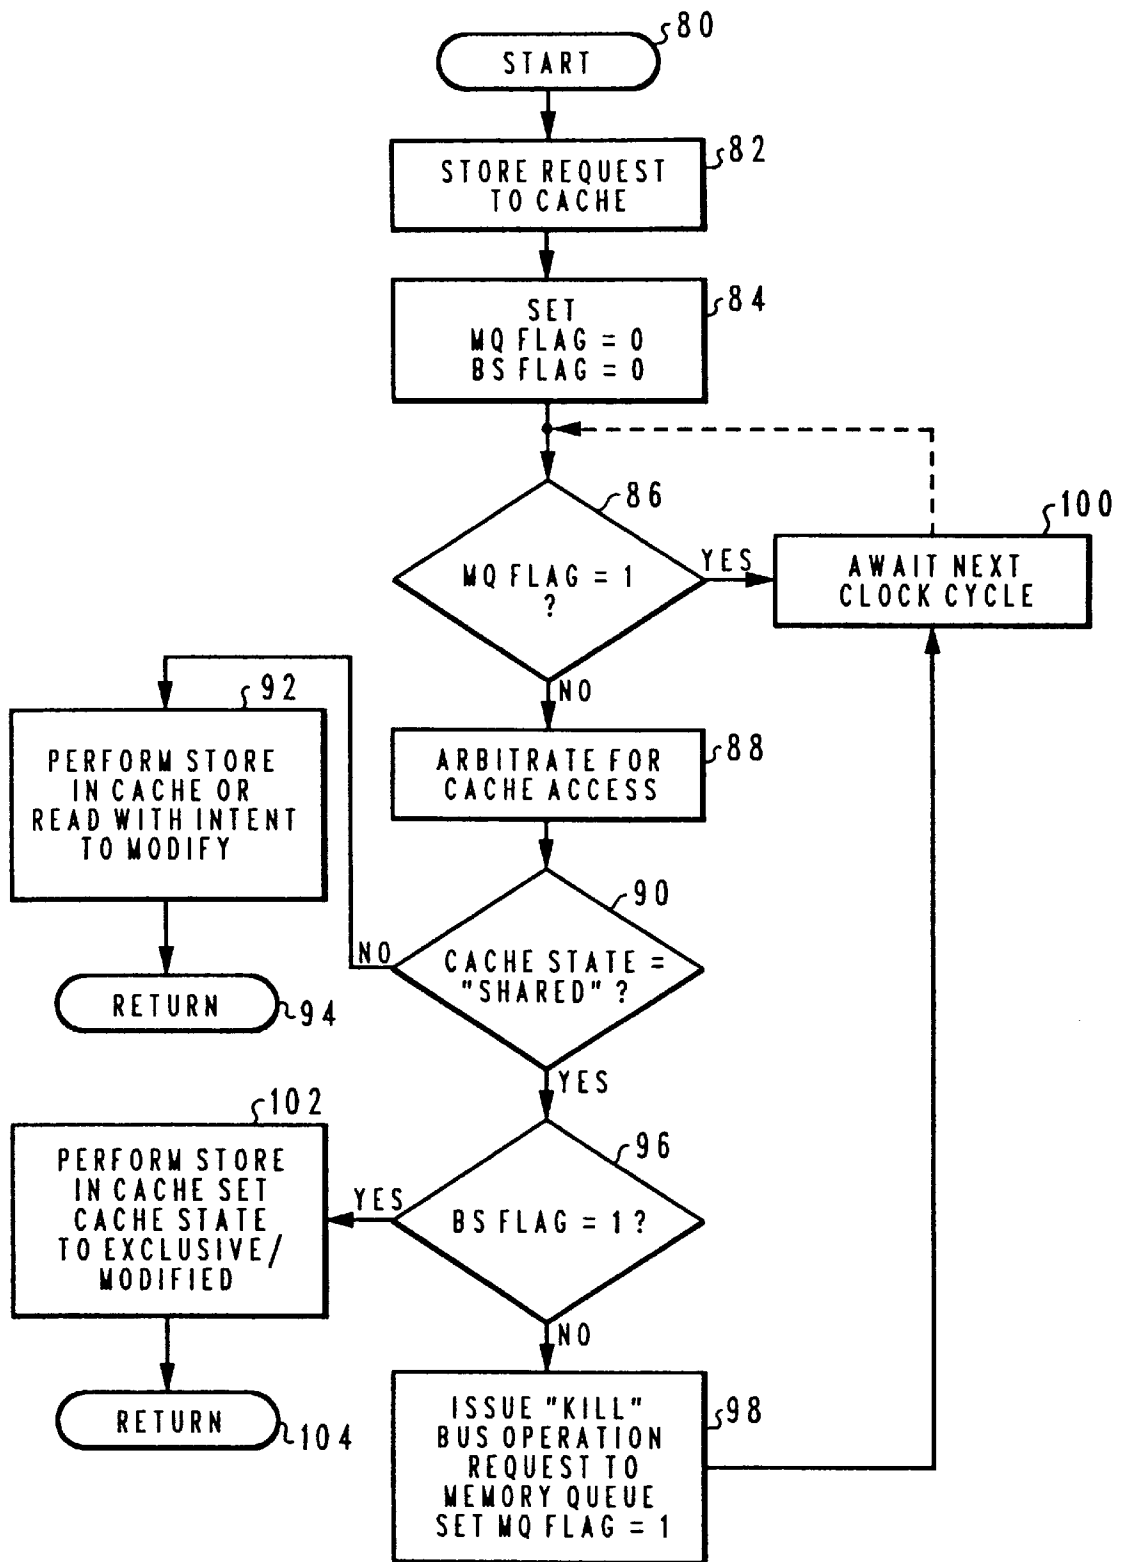 80
START
82
STORE REQUEST
TO CACHE
84
SET
MQ FLAG = 0
BS FLAG = 0
86
MQ FLAG = 1
?
YES
100
AWAIT NEXT
CLOCK CYCLE
NO
88
ARBITRATE FOR
CACHE ACCESS
92
PERFORM STORE
IN CACHE OR
READ WITH INTENT
TO MODIFY
RETURN
94
90
CACHE STATE =
"SHARED" ?
NO
YES
96
BS FLAG = 1 ?
YES
102
PERFORM STORE
IN CACHE SET
CACHE STATE
TO EXCLUSIVE/
MODIFIED
RETURN
104
NO
98
ISSUE "KILL"
BUS OPERATION
REQUEST TO
MEMORY QUEUE
SET MQ FLAG = 1